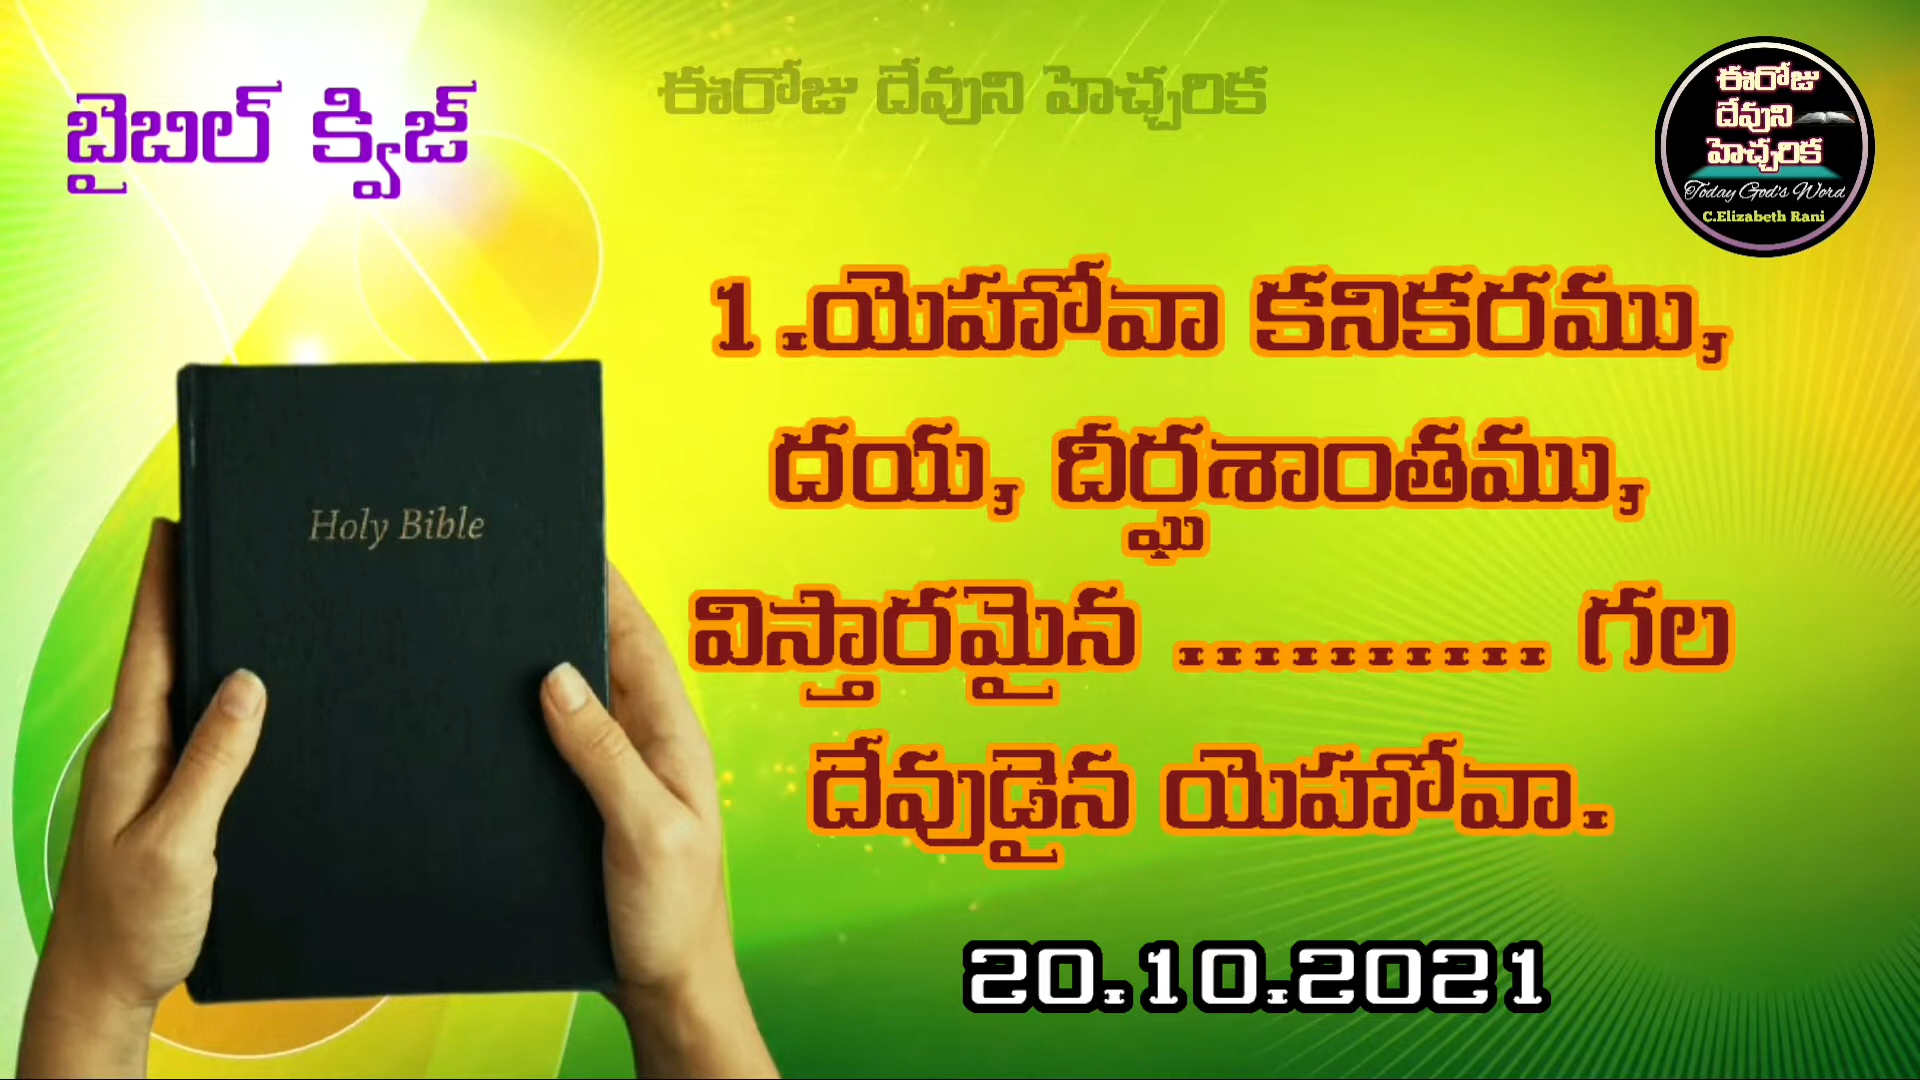 బైబిల్ క్విజ్
ఈరోజు దేవుని హెచ్చరిక
ఈరోజు
దేవుని
హెచ్చరిక
Today God's Word
C.Elizabeth Rani
1.యెహోవా కనికరము,
దయ, దీర్ఘశాంతము,
విస్తారమైన .......... గల
దేవుడైన యెహోవా.
Holy Bible
20.10.2021